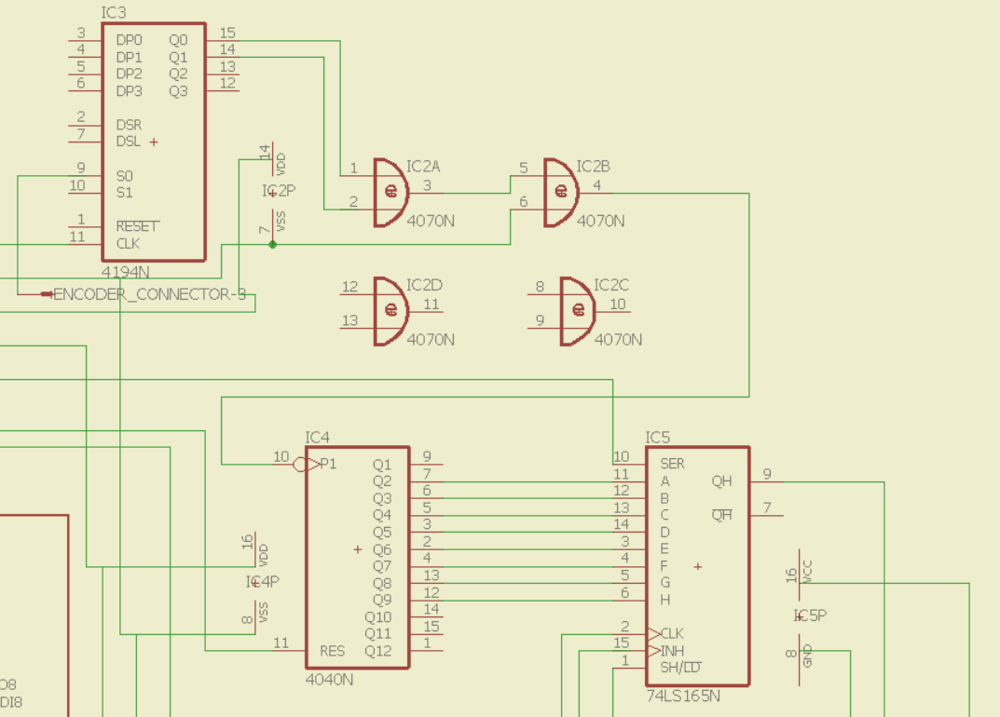 IC3
3 DP0 Q0 15
4 DP1 Q1 14
5 DP2 Q2 13
6 DP3 Q3 12
2 DSR
7 DSL
9 S0
10 S1
1 RESET
11 CLK
4194N
ENCODER_CONNECTOR-3
14 VDD
IC2P
7 VSS
1 IC2A
3
2 4070N
5 IC2B
4
6 4070N
12 IC2D
11
13 4070N
8 IC2C
10
9 4070N
IC4
10 P1 Q1 9
Q2 7
Q3 6
Q4 5
Q5 3
Q6 2
Q7 4
Q8 13
Q9 12
Q10 14
Q11 15
11 RES Q12 1
4040N
16 VDD
IC4P
8 VSS
IC5
10 SER
11 A QH 9
12 B
13 C QH 7
14 D
3 E
4 F
5 G
6 H
2 CLK
15 INH
1 SH/LD
74LS165N
16 VCC
IC5P
8 GND
O8
DI8